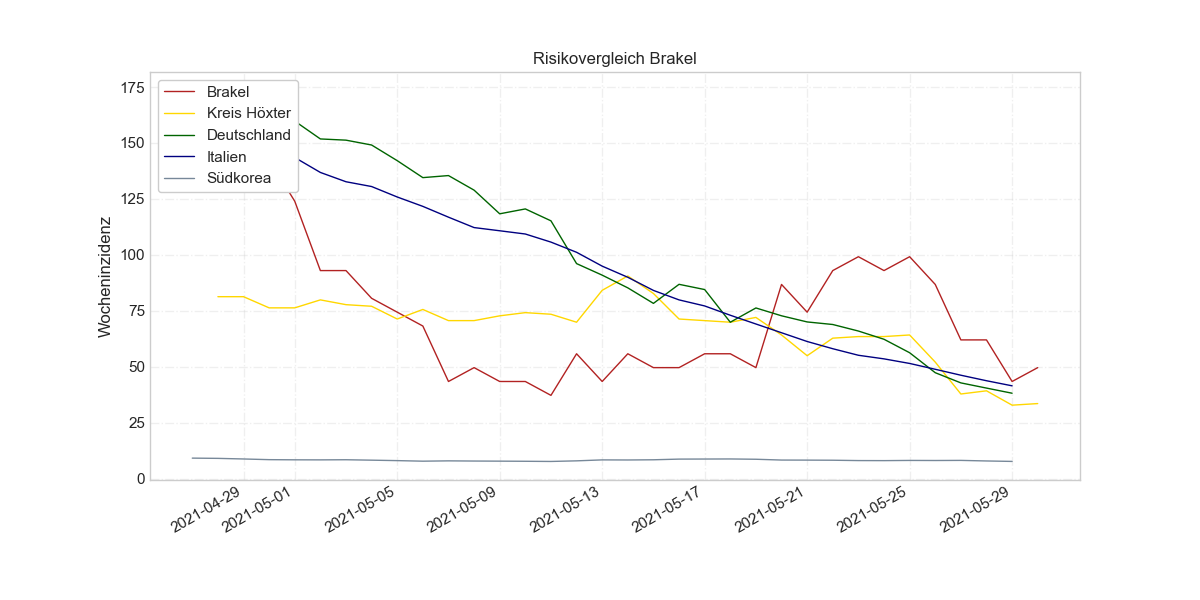 Risikovergleich Brakel
Wocheninzidenz
175
150
125
100
75
50
25
0
Brakel
Kreis Höxter
Deutschland
Italien
Südkorea
2021-04-29
2021-05-01
2021-05-05
2021-05-09
2021-05-13
2021-05-17
2021-05-21
2021-05-25
2021-05-29